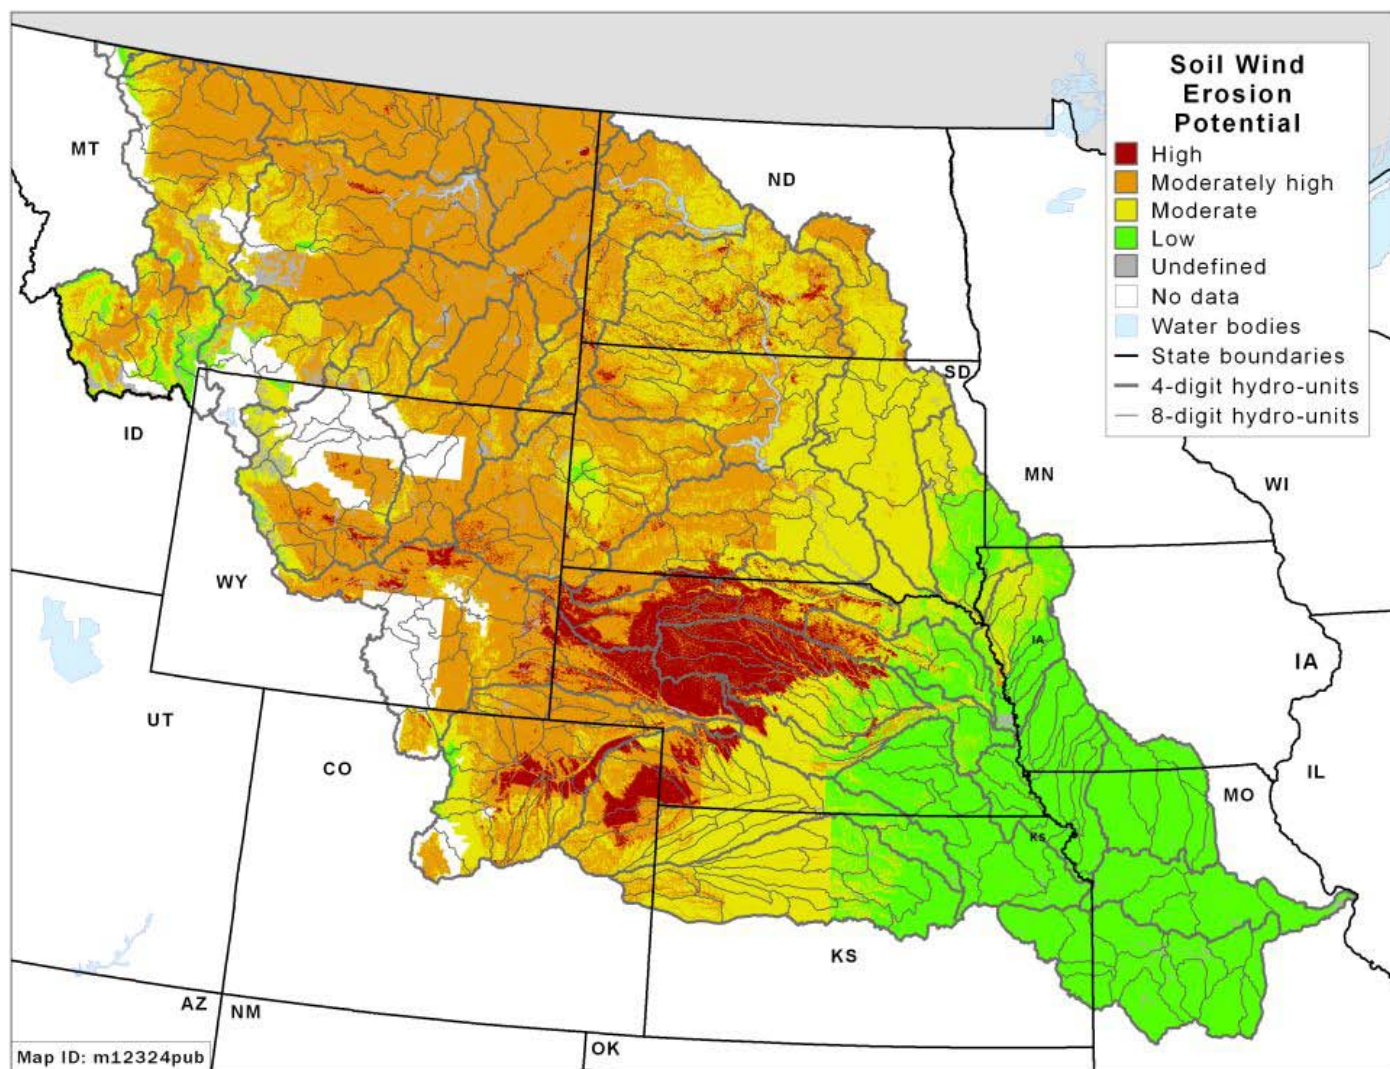 Soil Wind
Erosion
Potential
High
Moderately high
Moderate
Low
Undefined
No data
Water bodies
State boundaries
4-digit hydro-units
8-digit hydro-units
MT
ND
SD
ID
MN
WI
WY
IA
IA
UT
CO
MO
IL
KS
KS
AZ
NM
OK
Map ID: m12324pub